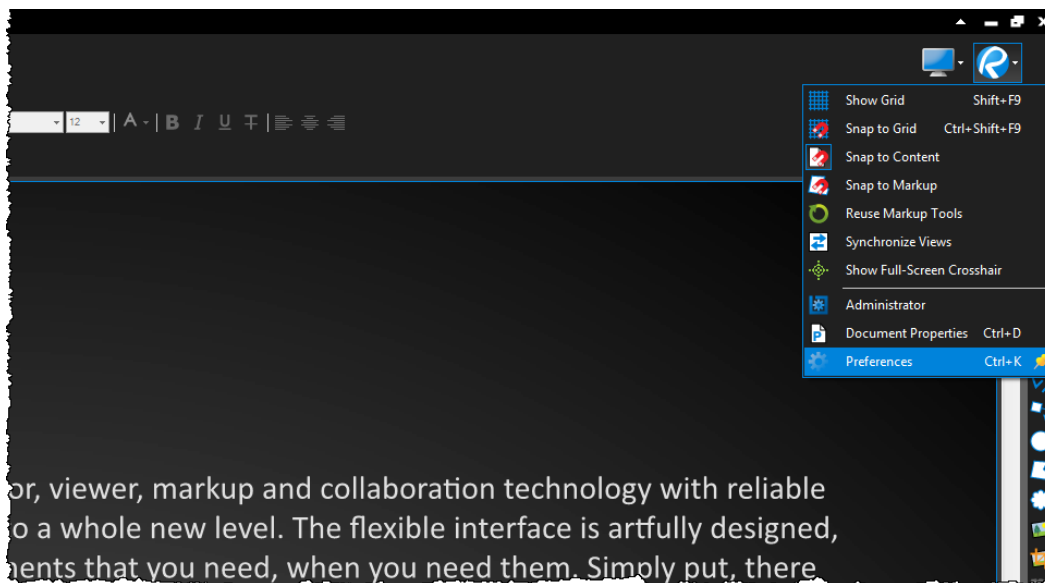 Show Grid Shift+F9
12 A B I U T
Snap to Grid Ctrl+Shift+F9
Snap to Content
Snap to Markup
Reuse Markup Tools
Synchronize Views
Show Full-Screen Crosshair
Administrator
Document Properties Ctrl+D
Preferences Ctrl+K
or, viewer, markup and collaboration technology with reliable
o a whole new level. The flexible interface is artfully designed,
nents that you need, when you need them. Simply put, there